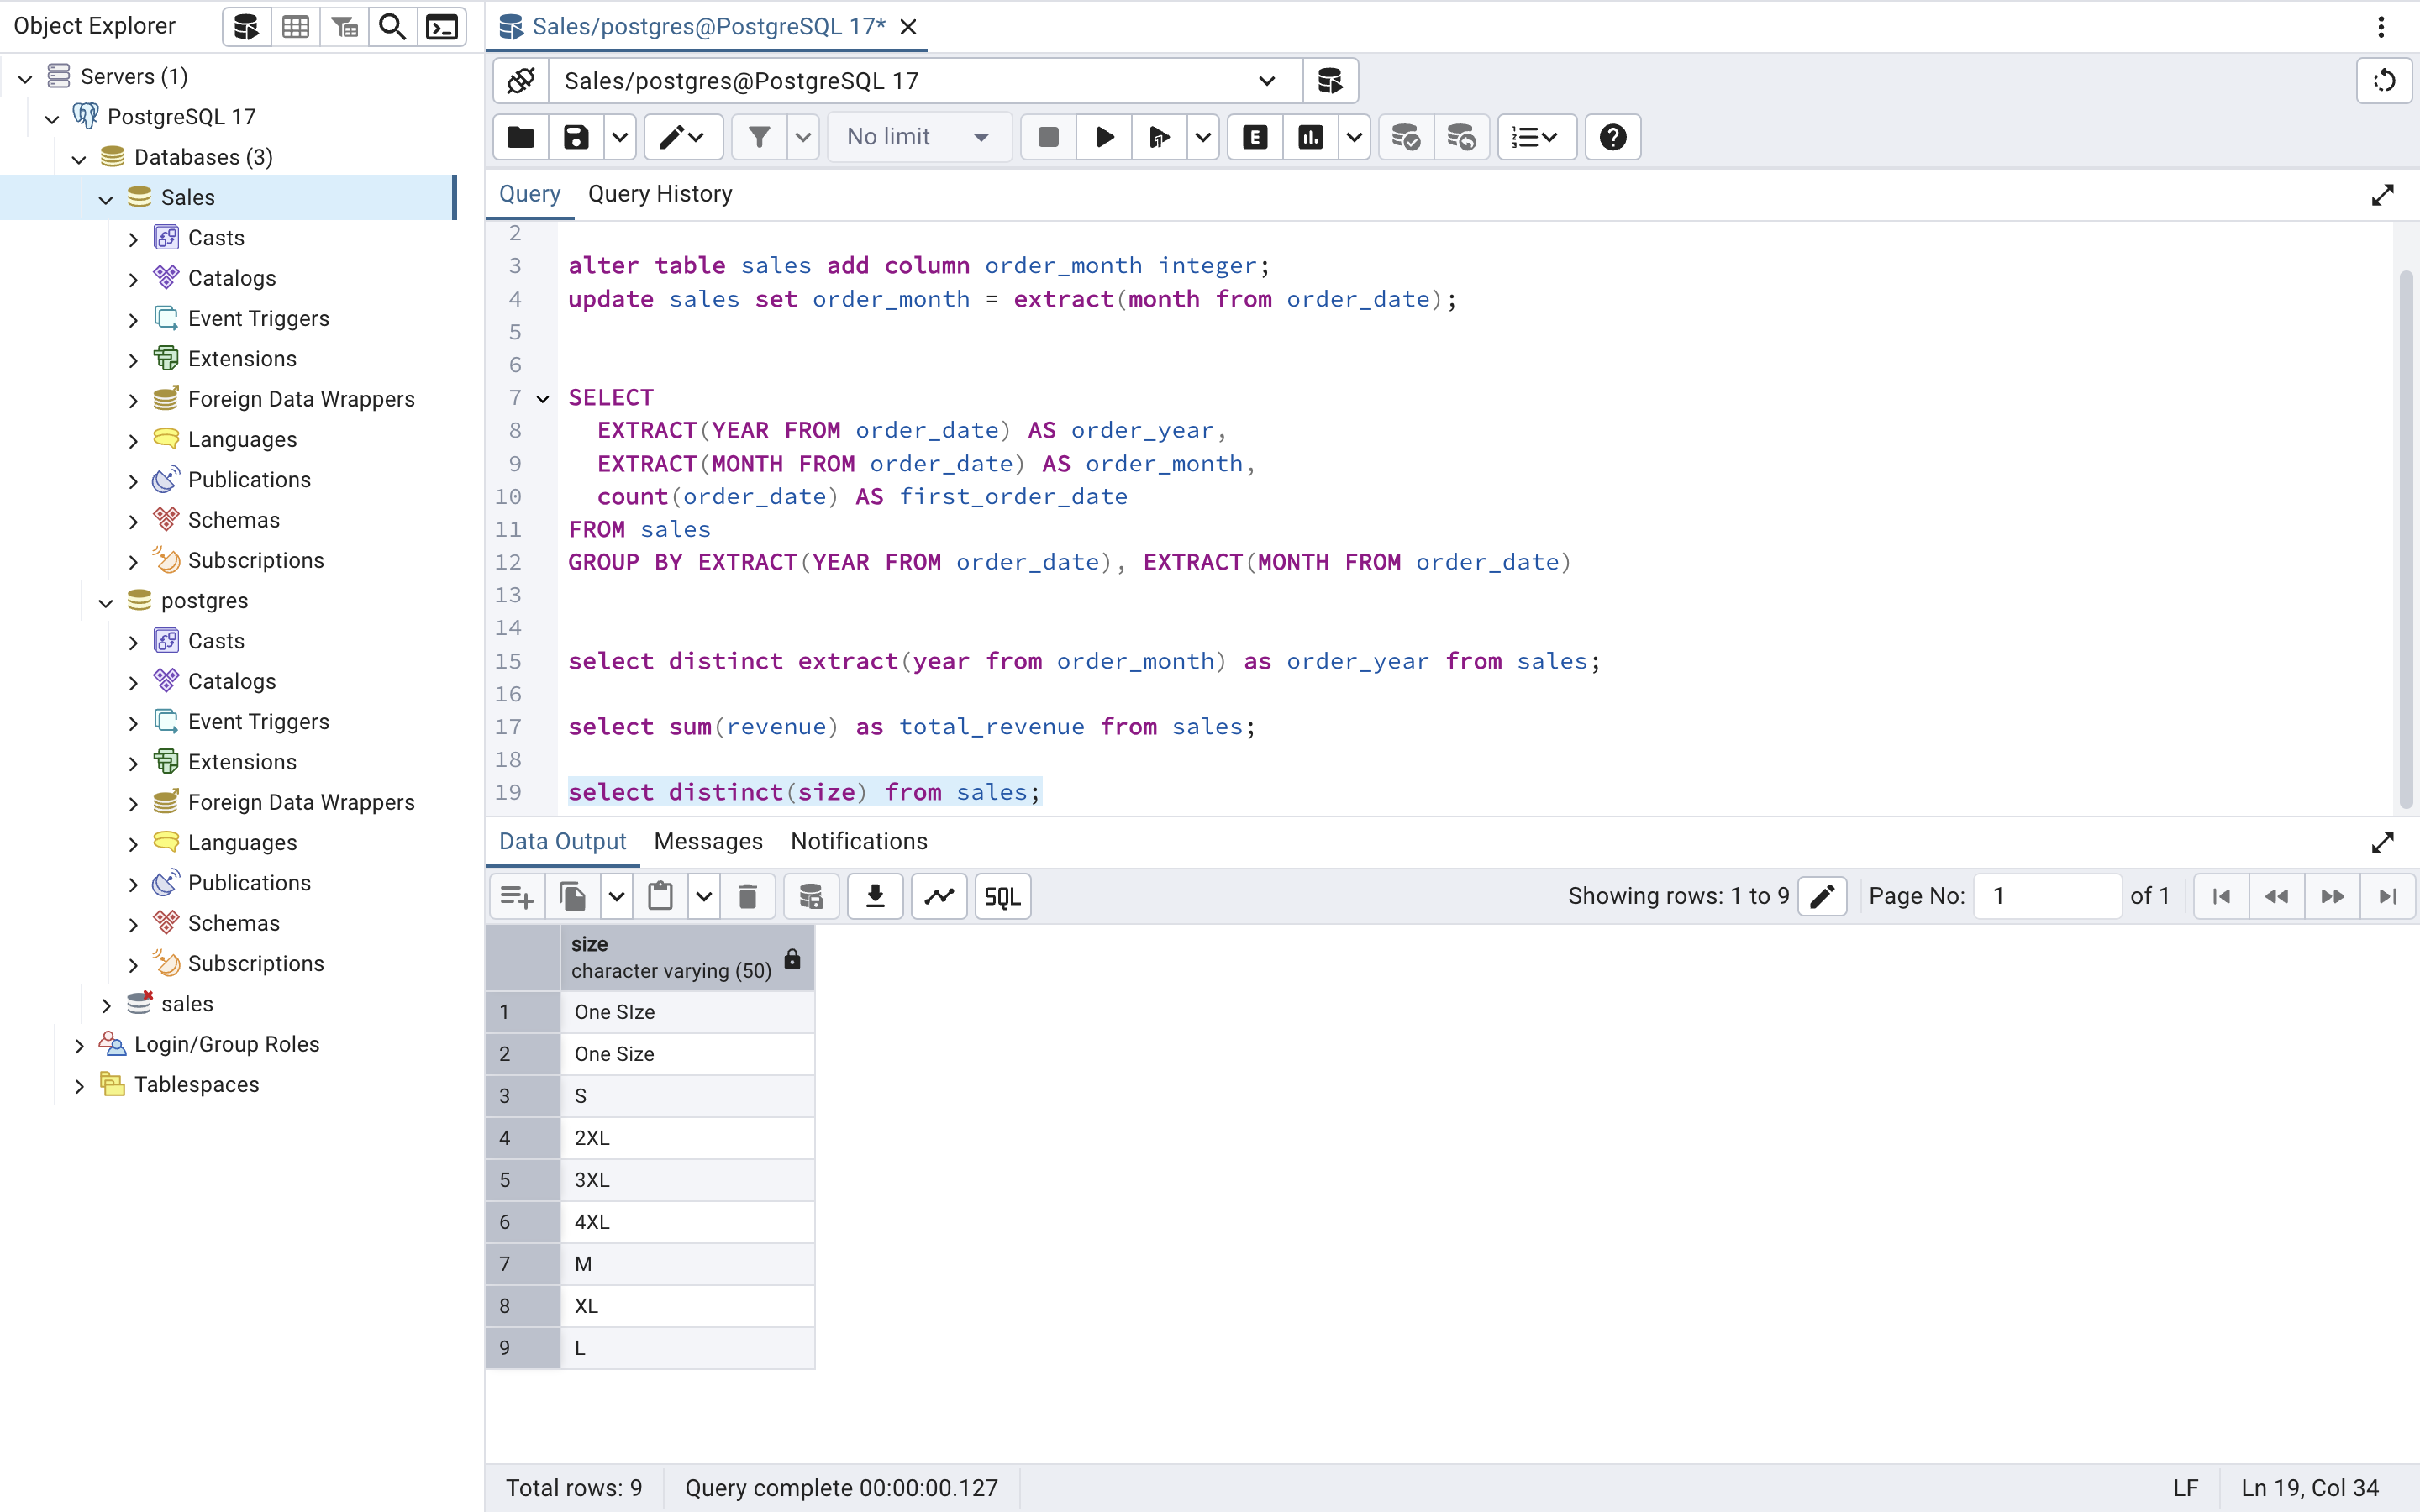 Object Explorer
Servers (1)
PostgreSQL 17
Databases (3)
Sales
Casts
Catalogs
Event Triggers
Extensions
Foreign Data Wrappers
Languages
Publications
Schemas
Subscriptions
postgres
Casts
Catalogs
Event Triggers
Extensions
Foreign Data Wrappers
Languages
Publications
Schemas
Subscriptions
sales
Login/Group Roles
Tablespaces
Sales/postgres@PostgreSQL 17*
Sales/postgres@PostgreSQL 17
No limit
E
Query Query History
2
3 alter table sales add column order_month integer;
4 update sales set order_month = extract(month from order_date);
5
6
7 SELECT
8 EXTRACT(YEAR FROM order_date) AS order_year,
9 EXTRACT(MONTH FROM order_date) AS order_month,
10 count(order_date) AS first_order_date
11 FROM sales
12 GROUP BY EXTRACT(YEAR FROM order_date), EXTRACT(MONTH FROM order_date)
13
14
15 select distinct extract(year from order_month) as order_year from sales;
16
17 select sum(revenue) as total_revenue from sales;
18
19 select distinct(size) from sales;
Data Output Messages Notifications
SQL Showing rows: 1 to 9 Page No: 1 of 1
size
character varying (50)
1 One SIze
2 One Size
3 S
4 2XL
5 3XL
6 4XL
7 M
8 XL
9 L
Total rows: 9 Query complete 00:00:00.127 LF Ln 19, Col 34